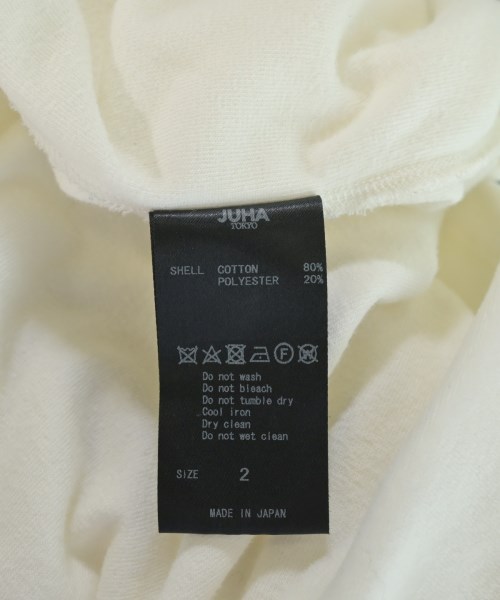 JUHA
TOKYO
SHELL COTTON 80%
POLYESTER 20%
Do not wash
Do not bleach
Do not tumble dry
Cool iron
Dry clean
Do not wet clean
SIZE 2
MADE IN JAPAN